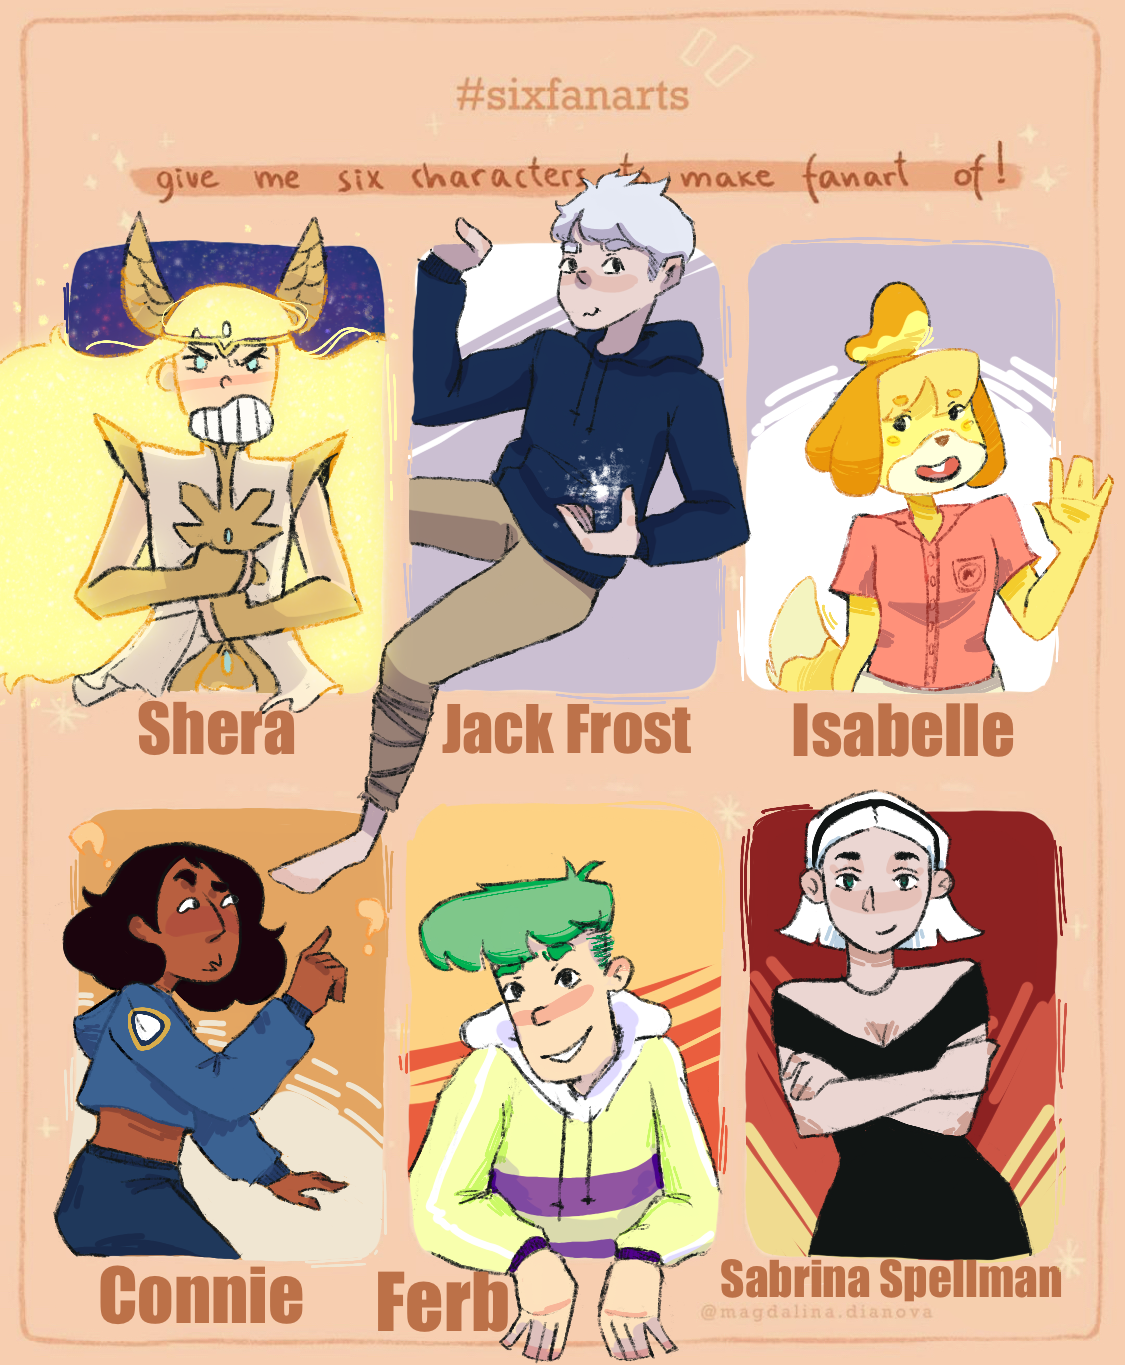 #sixfanarts
give me six characters to make fanart of!
Shera
Jack Frost
Isabelle
Connie
Ferb
Sabrina Spellman
@magdalina.dianova